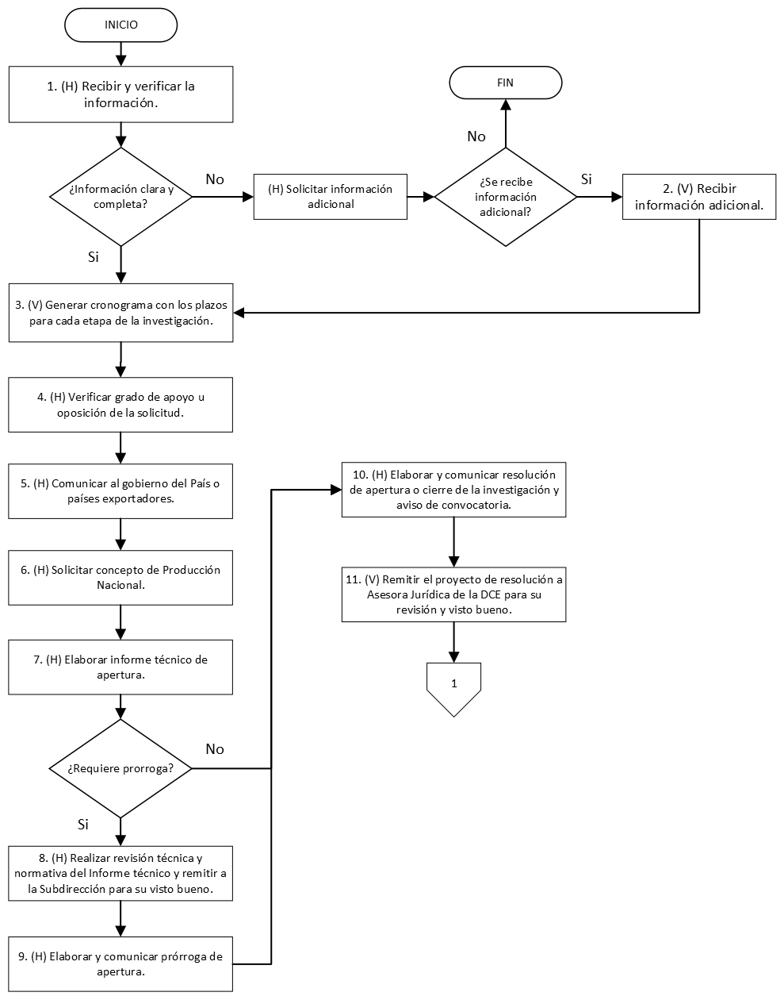 INICIO
1. (H) Recibir y verificar la
información.
FIN
¿Información clara y
completa?
No
(H) Solicitar información
adicional
¿Se recibe
información
adicional?
No
Si
2. (V) Recibir
información adicional.
Si
3. (V) Generar cronograma con los plazos
para cada etapa de la investigación.
4. (H) Verificar grado de apoyo u
oposición de la solicitud.
5. (H) Comunicar al gobierno del País o
países exportadores.
6. (H) Solicitar concepto de Producción
Nacional.
7. (H) Elaborar informe técnico de
apertura.
¿Requiere prorroga?
No
Si
8. (H) Realizar revisión técnica y
normativa del Informe técnico y remitir a
la Subdirección para su visto bueno.
9. (H) Elaborar y comunicar prórroga de
apertura.
10. (H) Elaborar y comunicar resolución
de apertura o cierre de la investigación y
aviso de convocatoria.
11. (V) Remitir el proyecto de resolución a
Asesora Jurídica de la DCE para su
revisión y visto bueno.
1